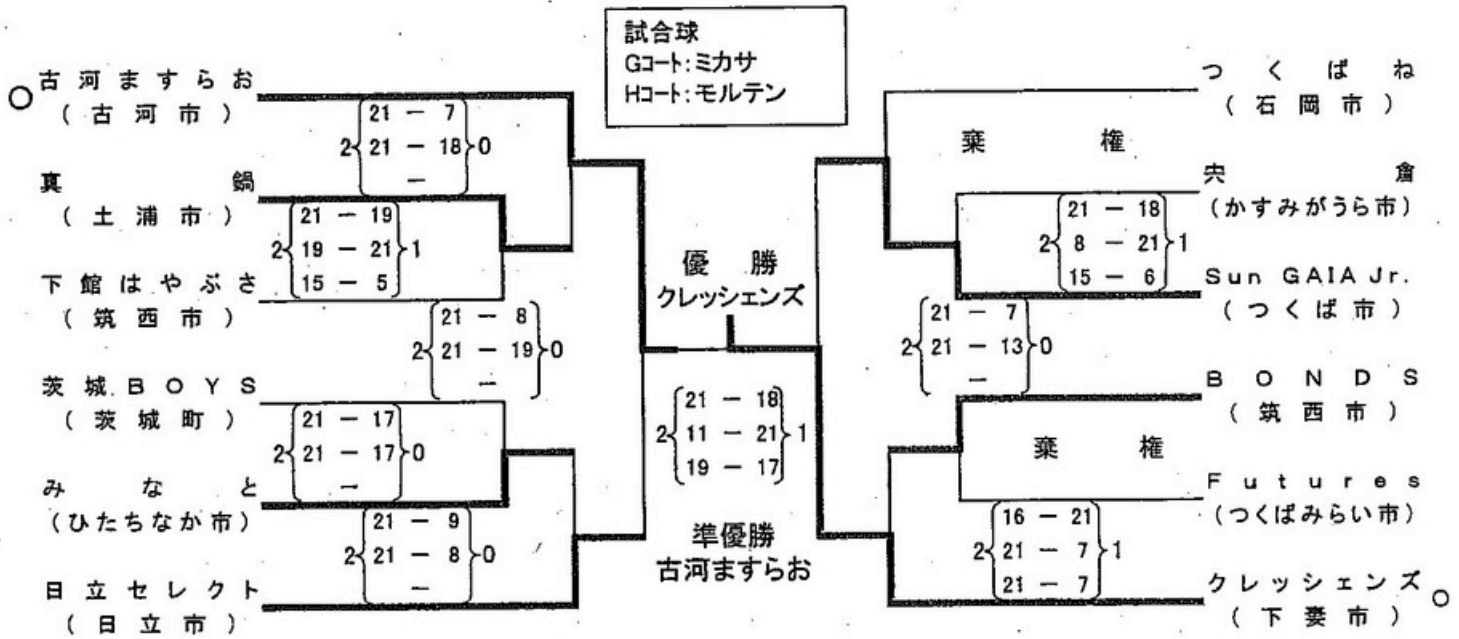 試合球
Gコート:ミカサ
Hコート:モルテン
○ 古河ますらお
(古河市)
21 － 7
2 21 － 18 0
－
真鍋
(土浦市)
21 － 19
2 19 － 21 1
15 － 5
下館はやぶさ
(筑西市)
21 － 8
2 21 － 19 0
－
茨城BOYS
(茨城町)
21 － 17
2 21 － 17 0
－
みなと
(ひたちなか市)
21 － 9
2 21 － 8 0
－
日立セレクト
(日立市)
優勝
クレッシェンズ
21 － 18
2 11 － 21 1
19 － 17
準優勝
古河ますらお
つくばね
(石岡市)
棄権
宍倉
(かすみがうら市)
21 － 18
2 8 － 21 1
15 － 6
Sun GAIA Jr.
(つくば市)
21 － 7
2 21 － 13 0
－
BONDS
(筑西市)
棄権
Futures
(つくばみらい市)
16 － 21
2 21 － 7 1
21 － 7
クレッシェンズ ○
(下妻市)